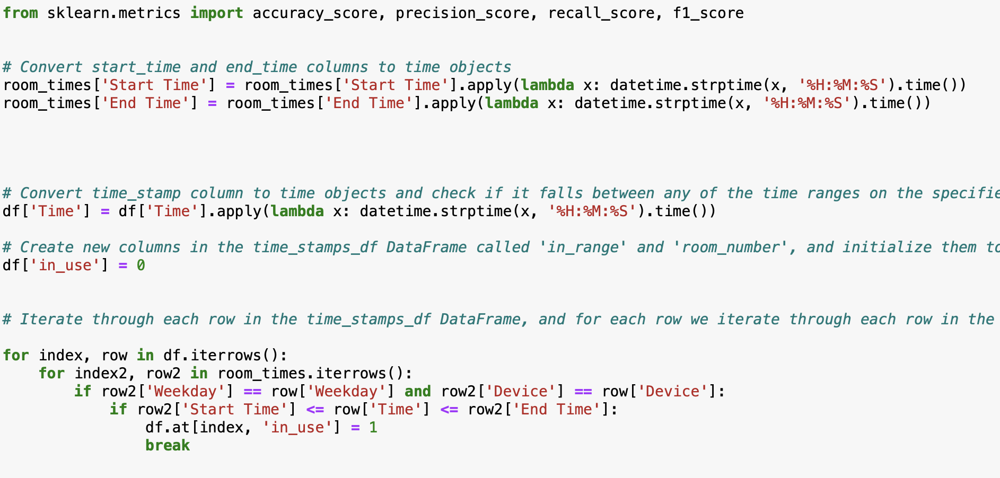 from sklearn.metrics import accuracy_score, precision_score, recall_score, f1_score
# Convert start_time and end_time columns to time objects
room_times['Start Time'] = room_times['Start Time'].apply(lambda x: datetime.strptime(x, '%H:%M:%S').time())
room_times['End Time'] = room_times['End Time'].apply(lambda x: datetime.strptime(x, '%H:%M:%S').time())
# Convert time_stamp column to time objects and check if it falls between any of the time ranges on the specifie
df['Time'] = df['Time'].apply(lambda x: datetime.strptime(x, '%H:%M:%S').time())
# Create new columns in the time_stamps_df DataFrame called 'in_range' and 'room_number', and initialize them to
df['in_use'] = 0
# Iterate through each row in the time_stamps_df DataFrame, and for each row we iterate through each row in the
for index, row in df.iterrows():
    for index2, row2 in room_times.iterrows():
        if row2['Weekday'] == row['Weekday'] and row2['Device'] == row['Device']:
            if row2['Start Time'] <= row['Time'] <= row2['End Time']:
                df.at[index, 'in_use'] = 1
                break